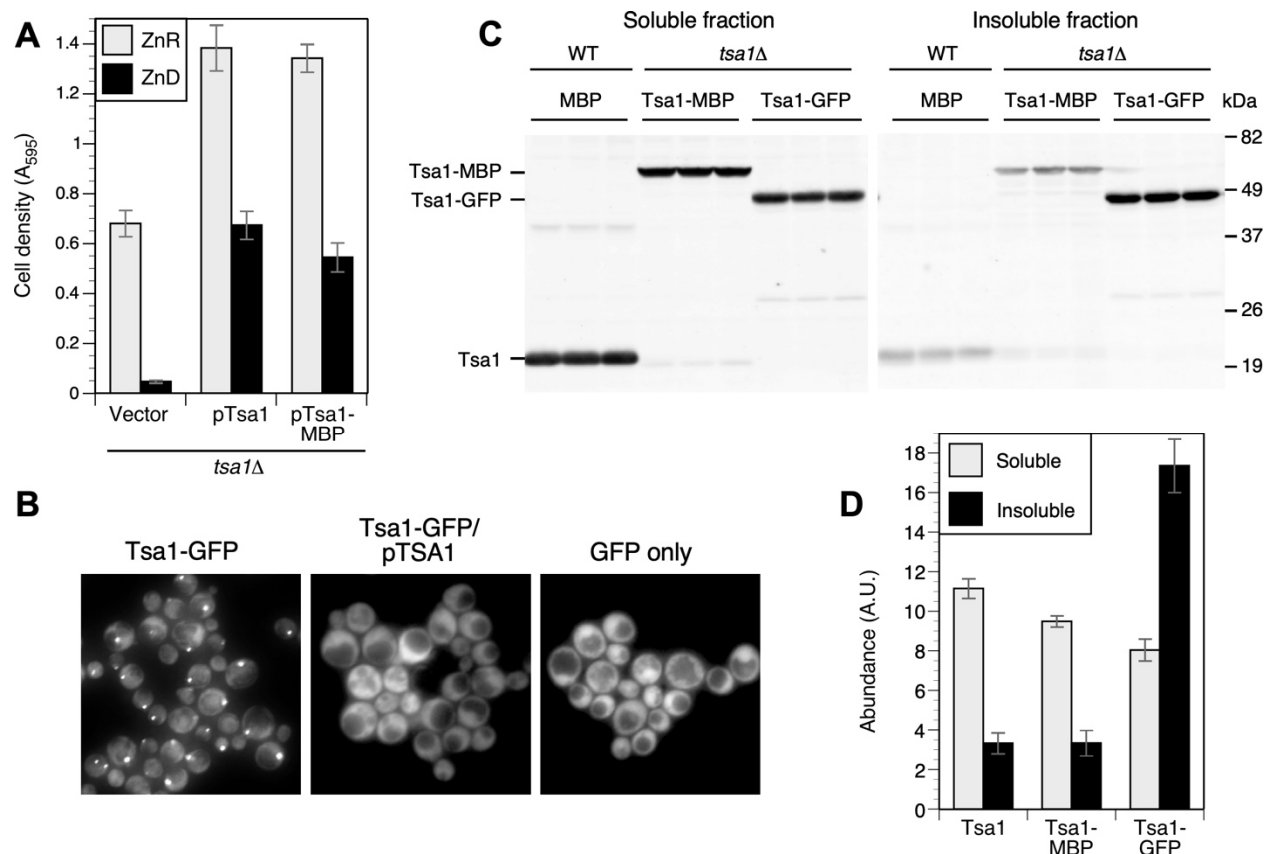 A
ZnR
ZnD
Cell density (A595)
1.4
1.2
1
0.8
0.6
0.4
0.2
0
Vector
pTsa1
pTsa1-
MBP
tsa1Δ
B
Tsa1-GFP
Tsa1-GFP/
pTSA1
GFP only
C
Soluble fraction
Insoluble fraction
WT
tsa1Δ
WT
tsa1Δ
MBP
Tsa1-MBP
Tsa1-GFP
MBP
Tsa1-MBP
Tsa1-GFP
kDa
Tsa1-MBP
Tsa1-GFP
Tsa1
82
49
37
26
19
D
Soluble
Insoluble
Abundance (A.U.)
18
16
14
12
10
8
6
4
2
0
Tsa1
Tsa1-
MBP
Tsa1-
GFP